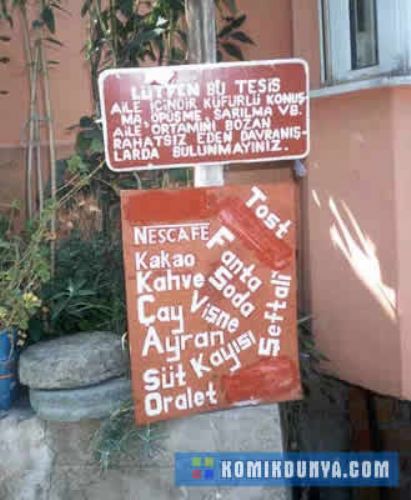 LÜTFEN BU TESİS
AİLE İÇİNDİR KÜFÜRLÜ KONUŞ-
MA, ÖPÜŞME, SARILMA VB.
AİLE ORTAMINI BOZAN
RAHATSIZ EDEN DAVRANIŞ-
LARDA BULUNMAYINIZ.
NESCAFE
Kakao
Kahve
Çay
Ayran
Süt
Oralet
Tost
Fanta
Soda
Vişne
Kayısı
Şeftali
KOMIKDUNYA.COM